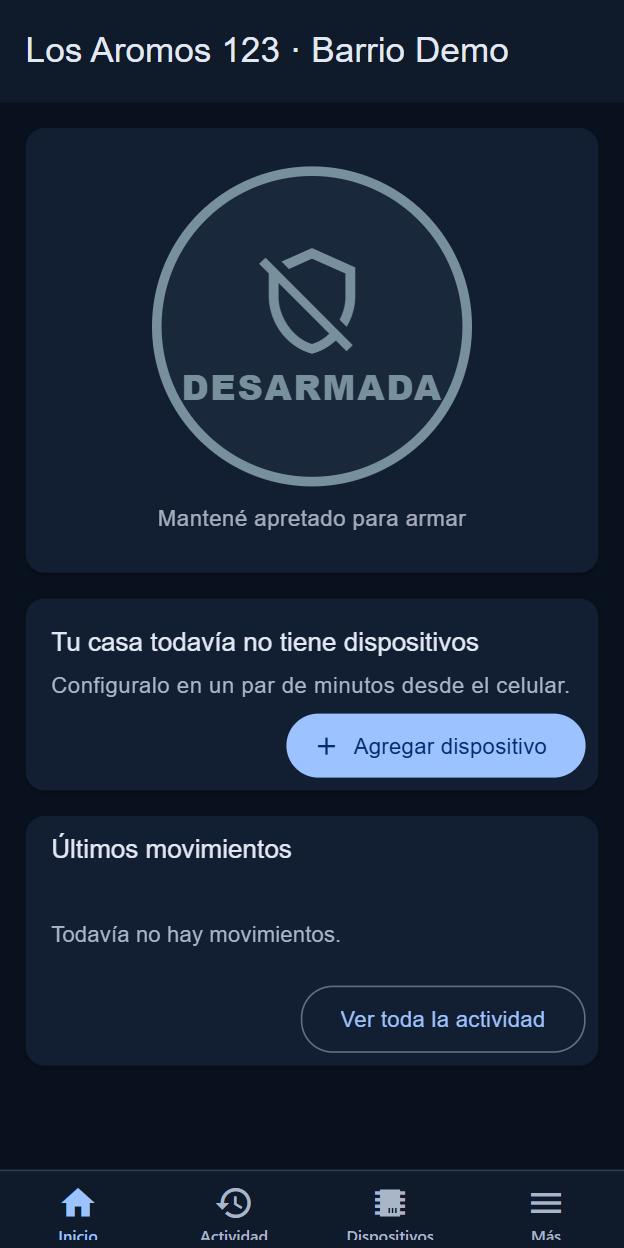 Los Aromos 123 · Barrio Demo
DESARMADA
Mantené apretado para armar
Tu casa todavía no tiene dispositivos
Configuralo en un par de minutos desde el celular.
Agregar dispositivo
Últimos movimientos
Todavía no hay movimientos.
Ver toda la actividad
Inicio
Actividad
Dispositivos
Más